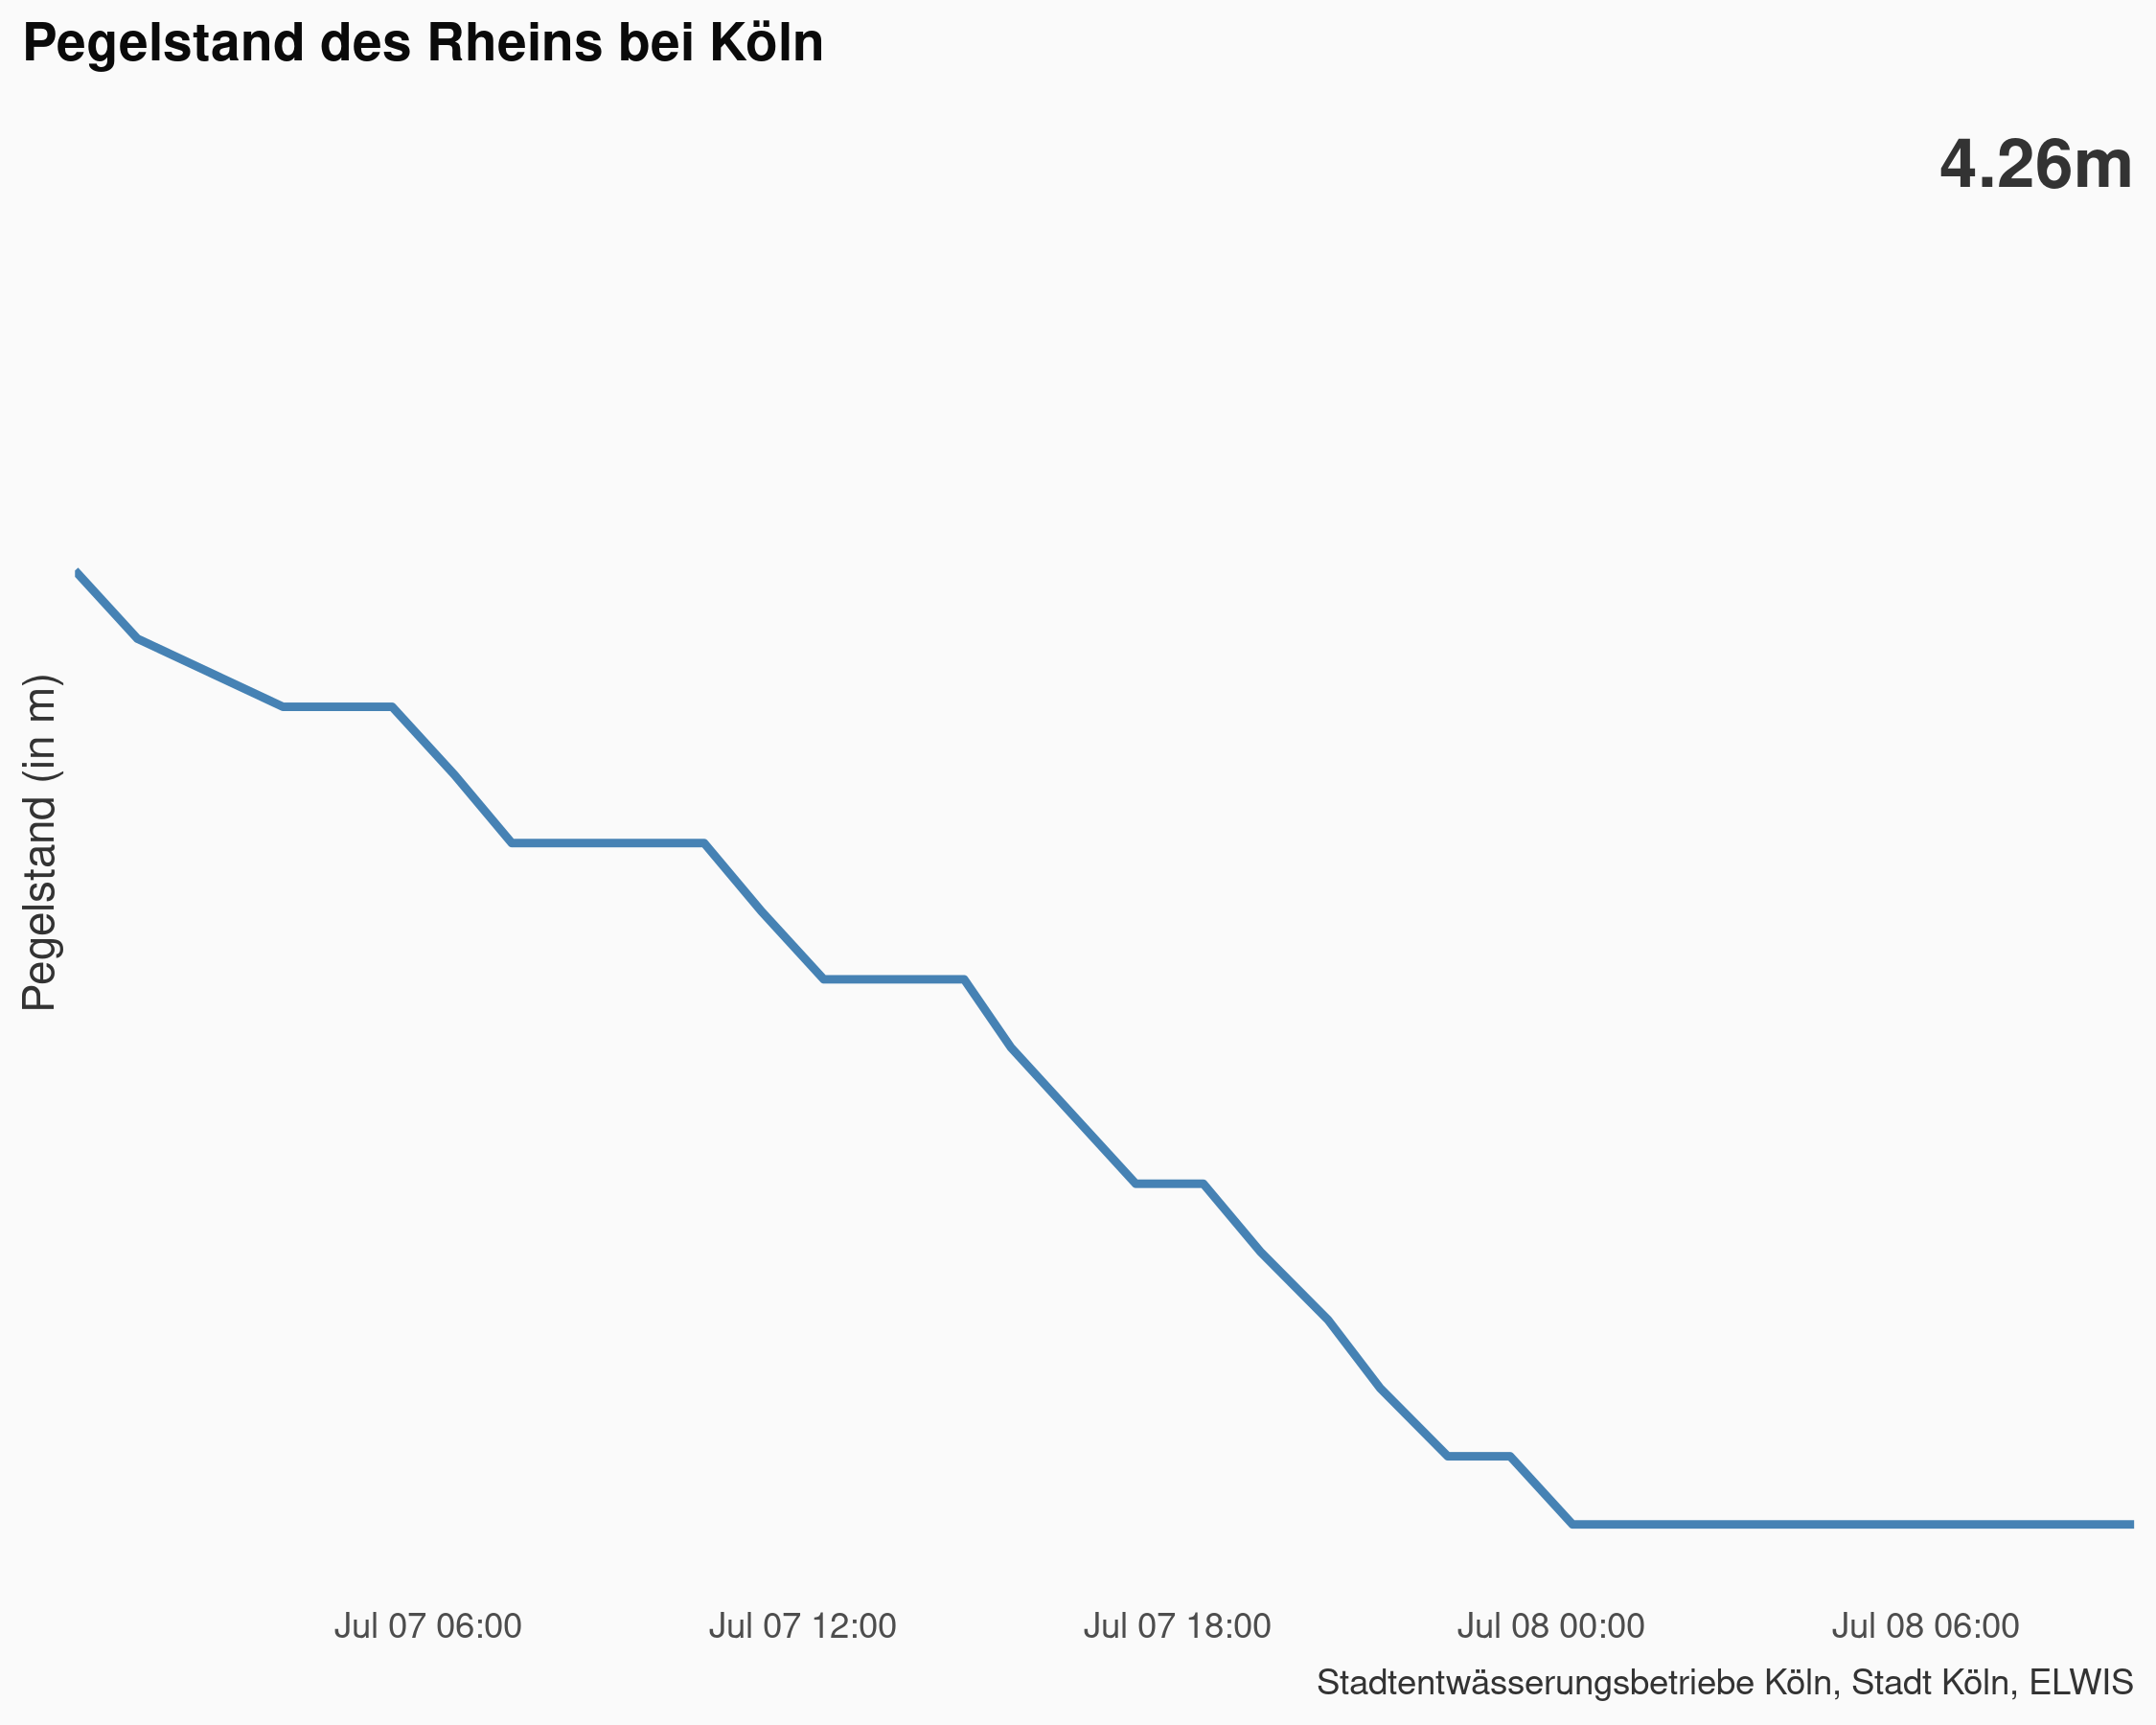 Pegelstand des Rheins bei Köln
4.26m
Pegelstand (in m)
Jul 07 06:00
Jul 07 12:00
Jul 07 18:00
Jul 08 00:00
Jul 08 06:00
Stadtentwässerungsbetriebe Köln, Stadt Köln, ELWIS